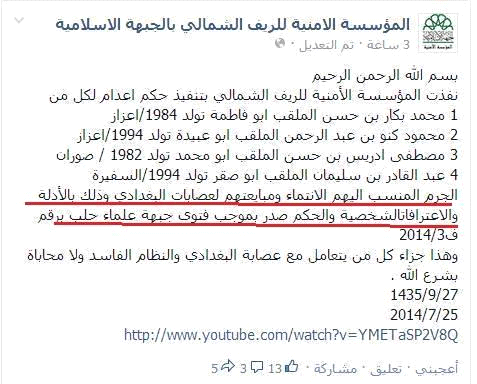 المؤسسة الامنية للريف الشمالي بالجبهة الاسلامية
3 ساعة · تم التعديل ·
بسم الله الرحمن الرحيم
نفذت المؤسسة الأمنية للريف الشمالي بتنفيذ حكم اعدام لكل من
1 محمد بكار بن حسن الملقب ابو فاطمة تولد 1984/اعزاز
2 محمود كنو بن عبد الرحمن الملقب ابو عبيدة تولد 1994/اعزاز
3 مصطفى ادريس بن حسن الملقب ابو محمد تولد 1982 / صوران
4 عبد القادر بن سليمان الملقب ابو صقر تولد 1994/السفيرة
الجرم المنسب اليهم الانتماء ومبايعتهم لعصابات البغدادي وذلك بالأدلة
والاعترافاتالشخصية والحكم صدر بموجب فتوى جبهة علماء حلب برقم
ف2014/3
وهذا جزاء كل من يتعامل مع عصابة البغدادي والنظام الفاسد ولا محاباة
بشرع الله .
1435/9/27
2014/7/25
http://www.youtube.com/watch?v=YMETaSP2V8Q
أعجبني · تعليق · مشاركة · 13 3 5